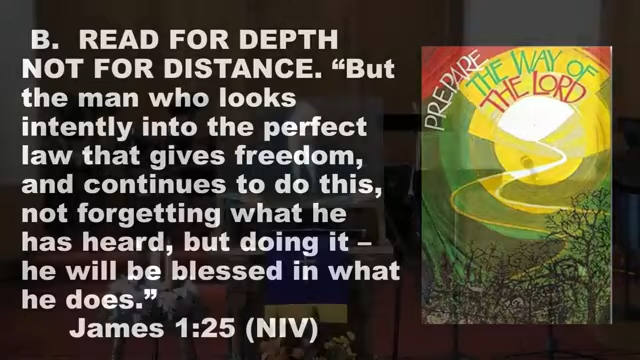 B. READ FOR DEPTH
NOT FOR DISTANCE. “But
the man who looks
intently into the perfect
law that gives freedom,
and continues to do this,
not forgetting what he
has heard, but doing it –
he will be blessed in what
he does.”
James 1:25 (NIV)
PREPARE
THE WAY OF
THE LORD